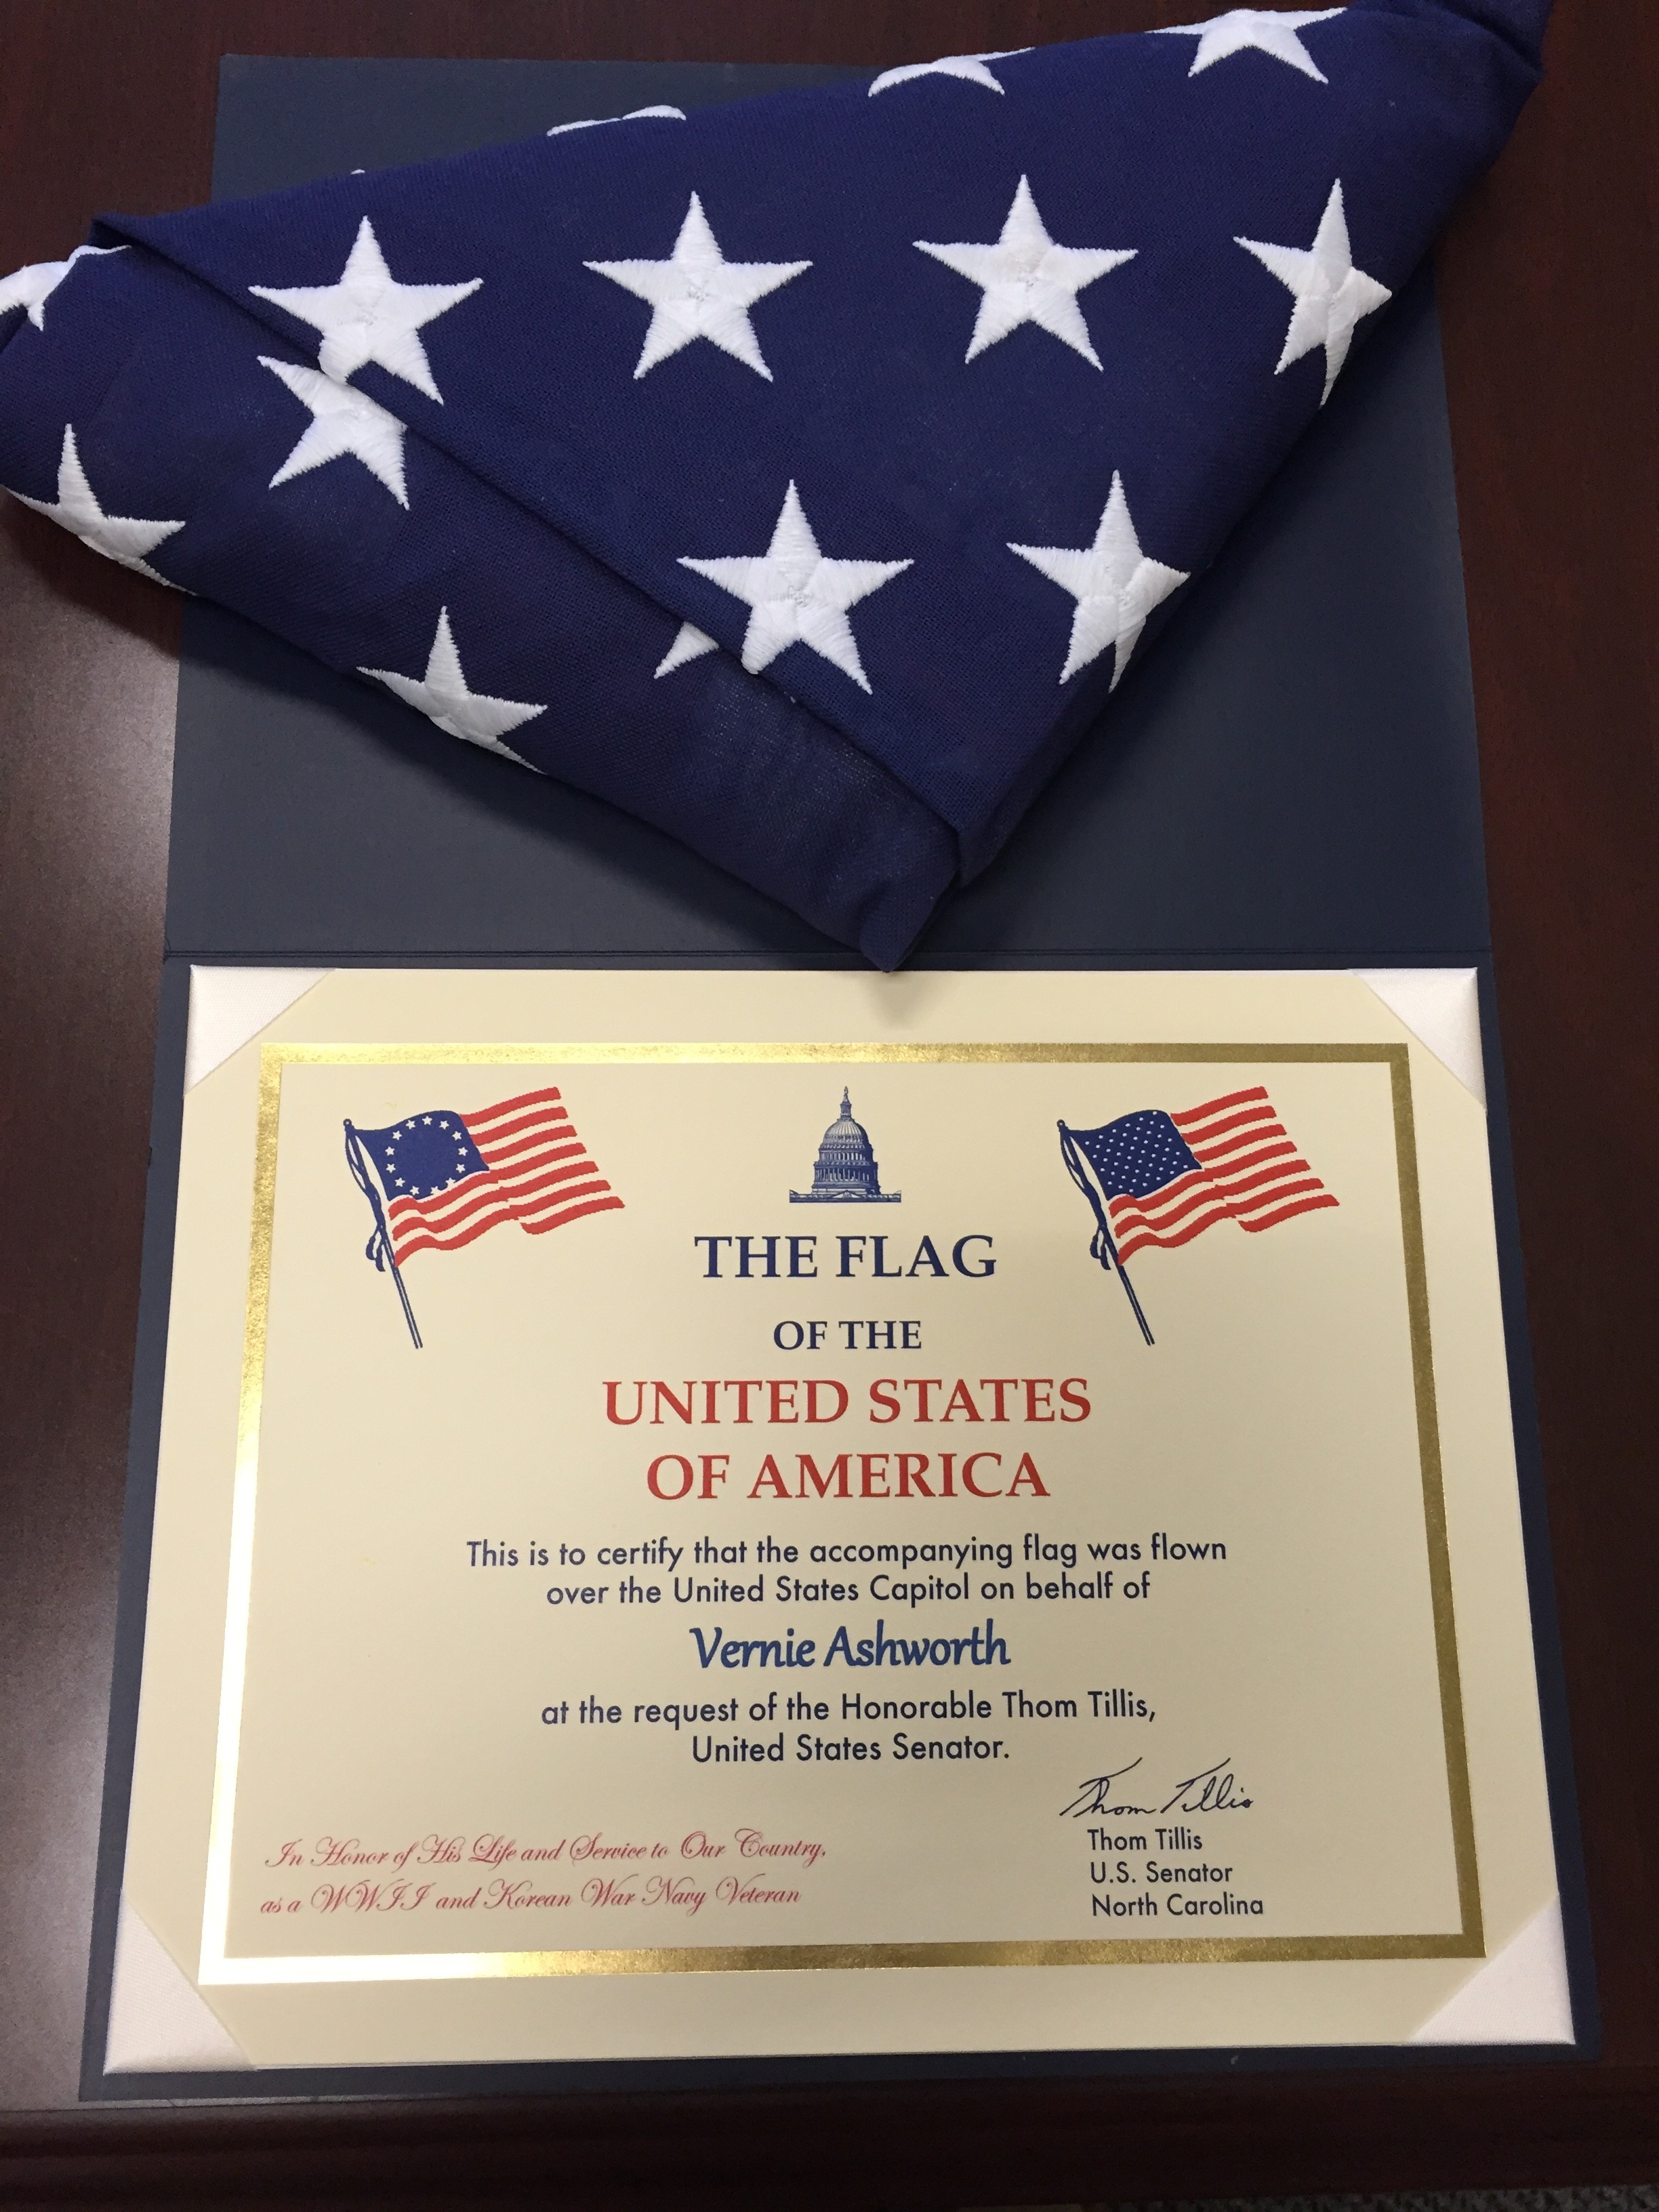 THE FLAG
OF THE
UNITED STATES
OF AMERICA
This is to certify that the accompanying flag was flown
over the United States Capitol on behalf of
Vernie Ashworth
at the request of the Honorable Thom Tillis,
United States Senator.
Thom Tillis
Thom Tillis
U.S. Senator
North Carolina
In Honor of His Life and Service to Our Country,
as a WWII and Korean War Navy Veteran